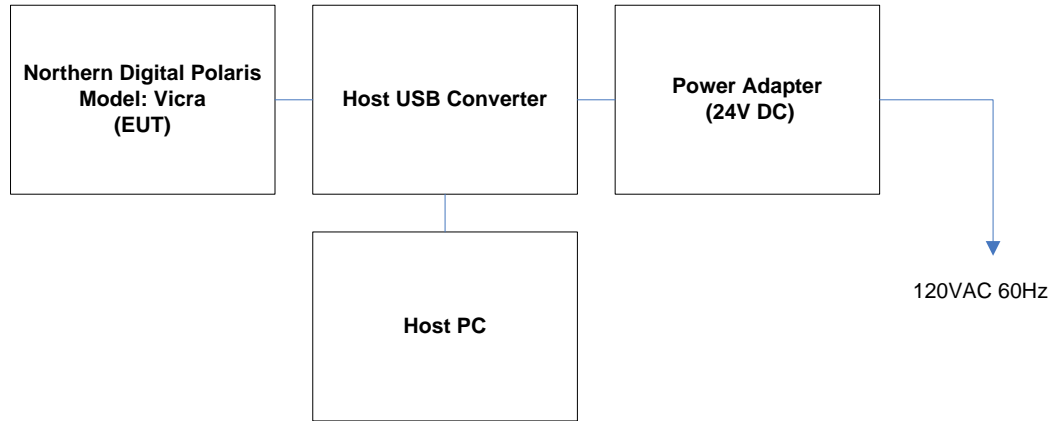 Northern Digital Polaris
Model: Vicra
(EUT)
Host USB Converter
Power Adapter
(24V DC)
Host PC
120VAC 60Hz